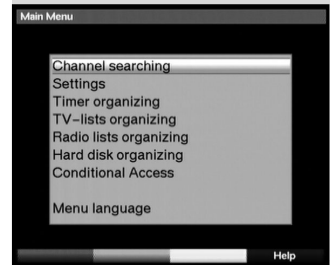 Main Menu
Channel searching
Settings
Timer organizing
TV-lists organizing
Radio lists organizing
Hard disk organizing
Conditional Access
Menu language
Help